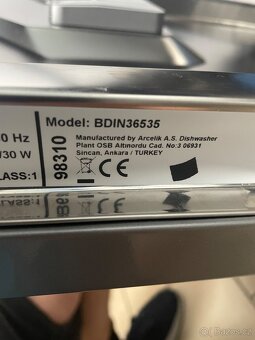 Model: BDIN36535
0 Hz
/30 W
LASS:1
98310
Manufactured by Arcelik A.S. Dishwasher
Plant OSB Altınordu Cad. No:3 06931
Sincan, Ankara / TURKEY
CE